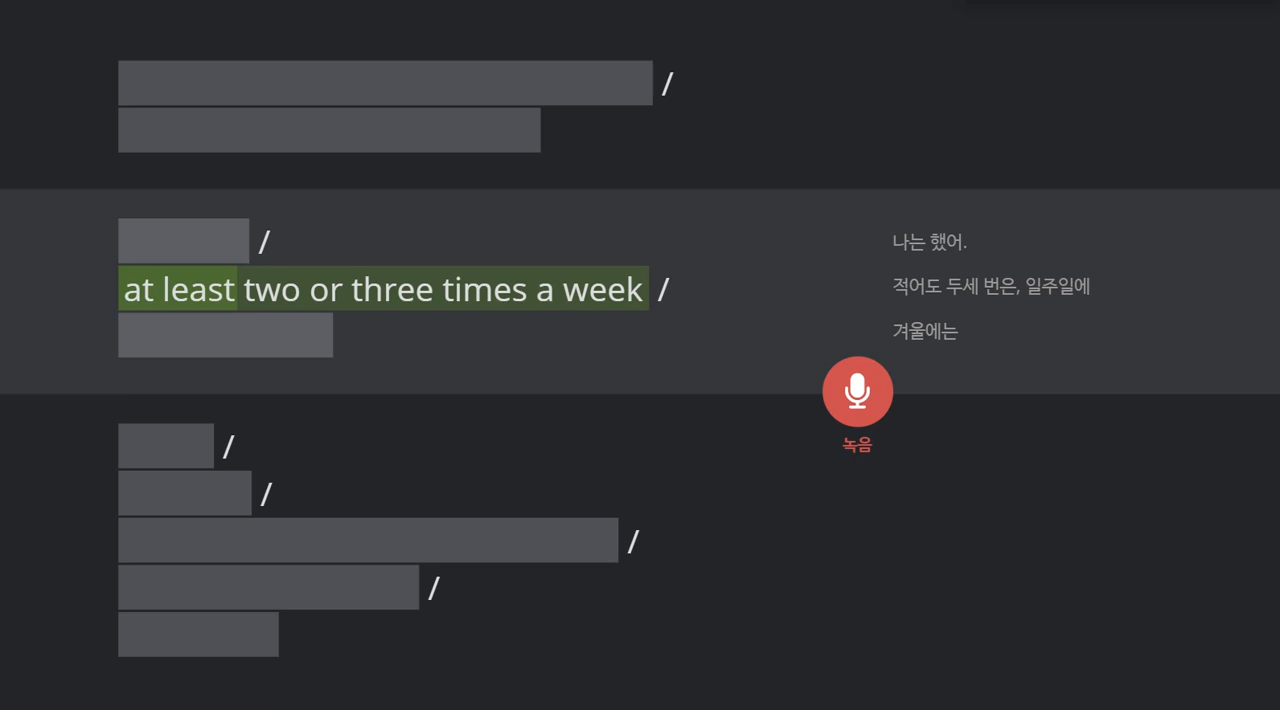 /
/
나는 했어.
at least two or three times a week /
적어도 두세 번은, 일주일에
겨울에는
녹음
/
/
/
/